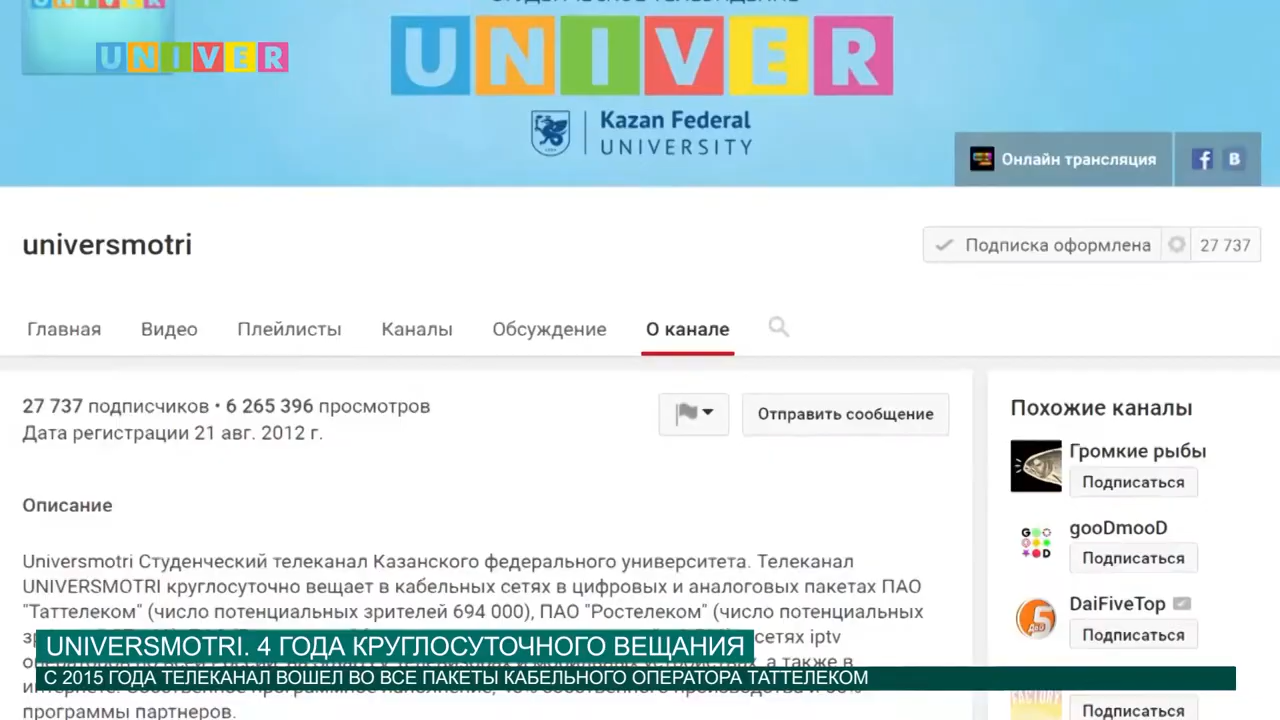 UNIVER
UNIVER
UNIVER
Kazan Federal
UNIVERSITY
Онлайн трансляция
f
B
universmotri
Подписка оформлена
27 737
Главная
Видео
Плейлисты
Каналы
Обсуждение
О канале
27 737 подписчиков • 6 265 396 просмотров
Дата регистрации 21 авг. 2012 г.
Отправить сообщение
Описание
Universmotri Студенческий телеканал Казанского федерального университета. Телеканал
UNIVERSMOTRI круглосуточно вещает в кабельных сетях в цифровых и аналоговых пакетах ПАО
"Таттелеком" (число потенциальных зрителей 694 000), ПАО "Ростелеком" (число потенциальных
сетях iptv
а также в
программы партнеров.
Похожие каналы
Громкие рыбы
Подписаться
gooDmooD
Подписаться
DaiFiveTop
Подписаться
Подписаться
UNIVERSMOTRI. 4 ГОДА КРУГЛОСУТОЧНОГО ВЕЩАНИЯ
С 2015 ГОДА ТЕЛЕКАНАЛ ВОШЕЛ ВО ВСЕ ПАКЕТЫ КАБЕЛЬНОГО ОПЕРАТОРА ТАТТЕЛЕКОМ